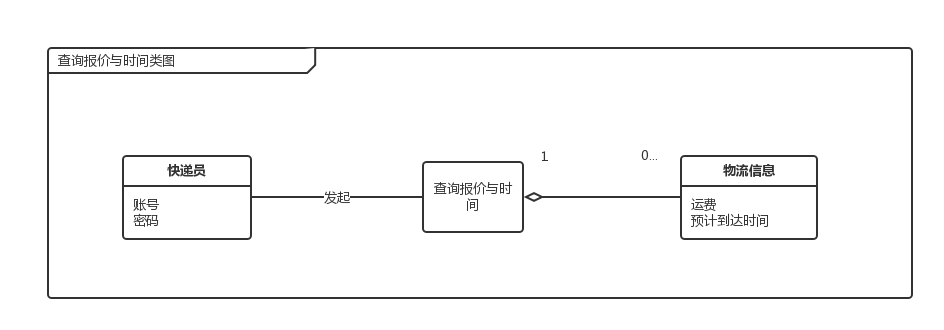 查询报价与时间类图
1
0...
快递员
物流信息
发起
查询报价与时
间
账号
密码
运费
预计到达时间